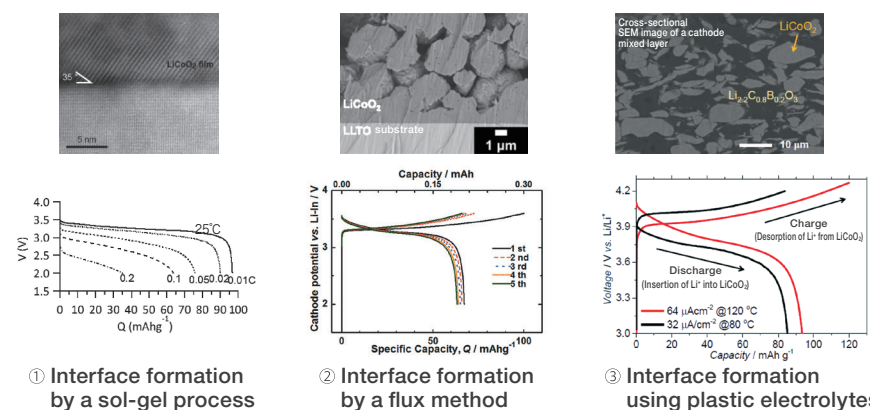 LiCoO₂ film
35
5 nm
LiCoO₂
LLTO substrate
1 µm
Cross-sectional
SEM image of a cathode
mixed layer
LiCoO₂
Li₂.₂C₀.₈B₀.₂O₃
10 µm
4.0
3.5
3.0
2.5
2.0
1.5
V (V)
25℃
0.2
0.1
0.05
0.02
0.01C
0 10 20 30 40 50 60 70 80 90 100
Q (mAhg⁻¹)
Capacity / mAh
0.00 0.15 0.30
Cathode potential vs. Li-In / V
4
3
2
1 st
2 nd
3 rd
4 th
5 th
0 50 100
Specific Capacity, Q / mAhg⁻¹
Voltage / V vs. Li/Li⁺
4.2
3.9
3.6
3.3
3.0
Charge
(Desorption of Li⁺ from LiCoO₂)
Discharge
(Insertion of Li⁺ into LiCoO₂)
64 µAcm⁻² @120 °C
32 µA/cm⁻² @80 °C
0 20 40 60 80 100 120
Capacity / mAh g⁻¹
① Interface formation
by a sol-gel process
② Interface formation
by a flux method
③ Interface formation
using plastic electrolytes